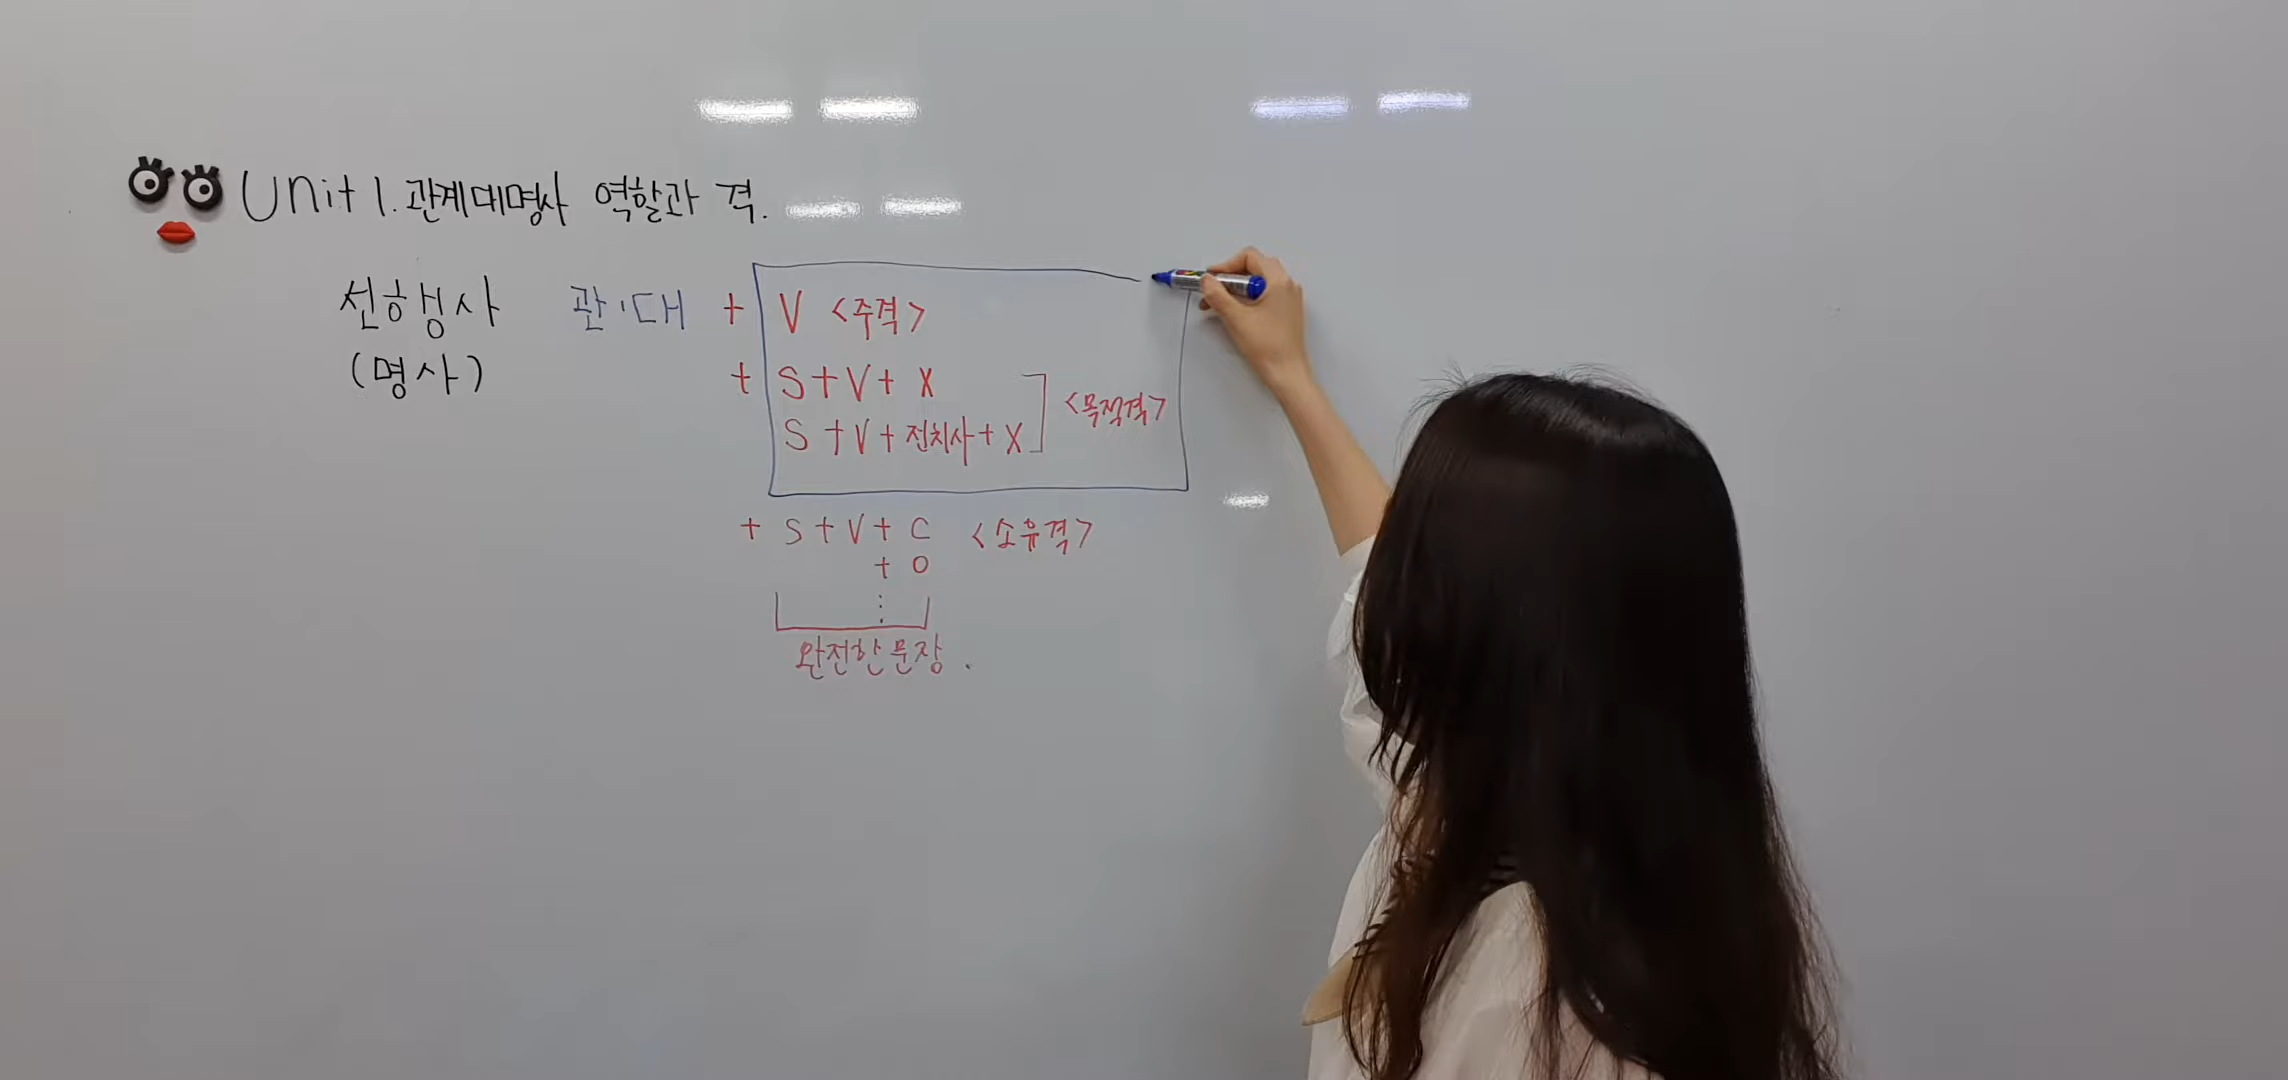 Unit 1. 관계대명사 역할과 격.
선행사 관·대 + V <주격>
(명사) + S + V + X
S + V + 전치사 + X <목적격>
+ S + V + C <소유격>
+ O
⋮
완전한 문장.